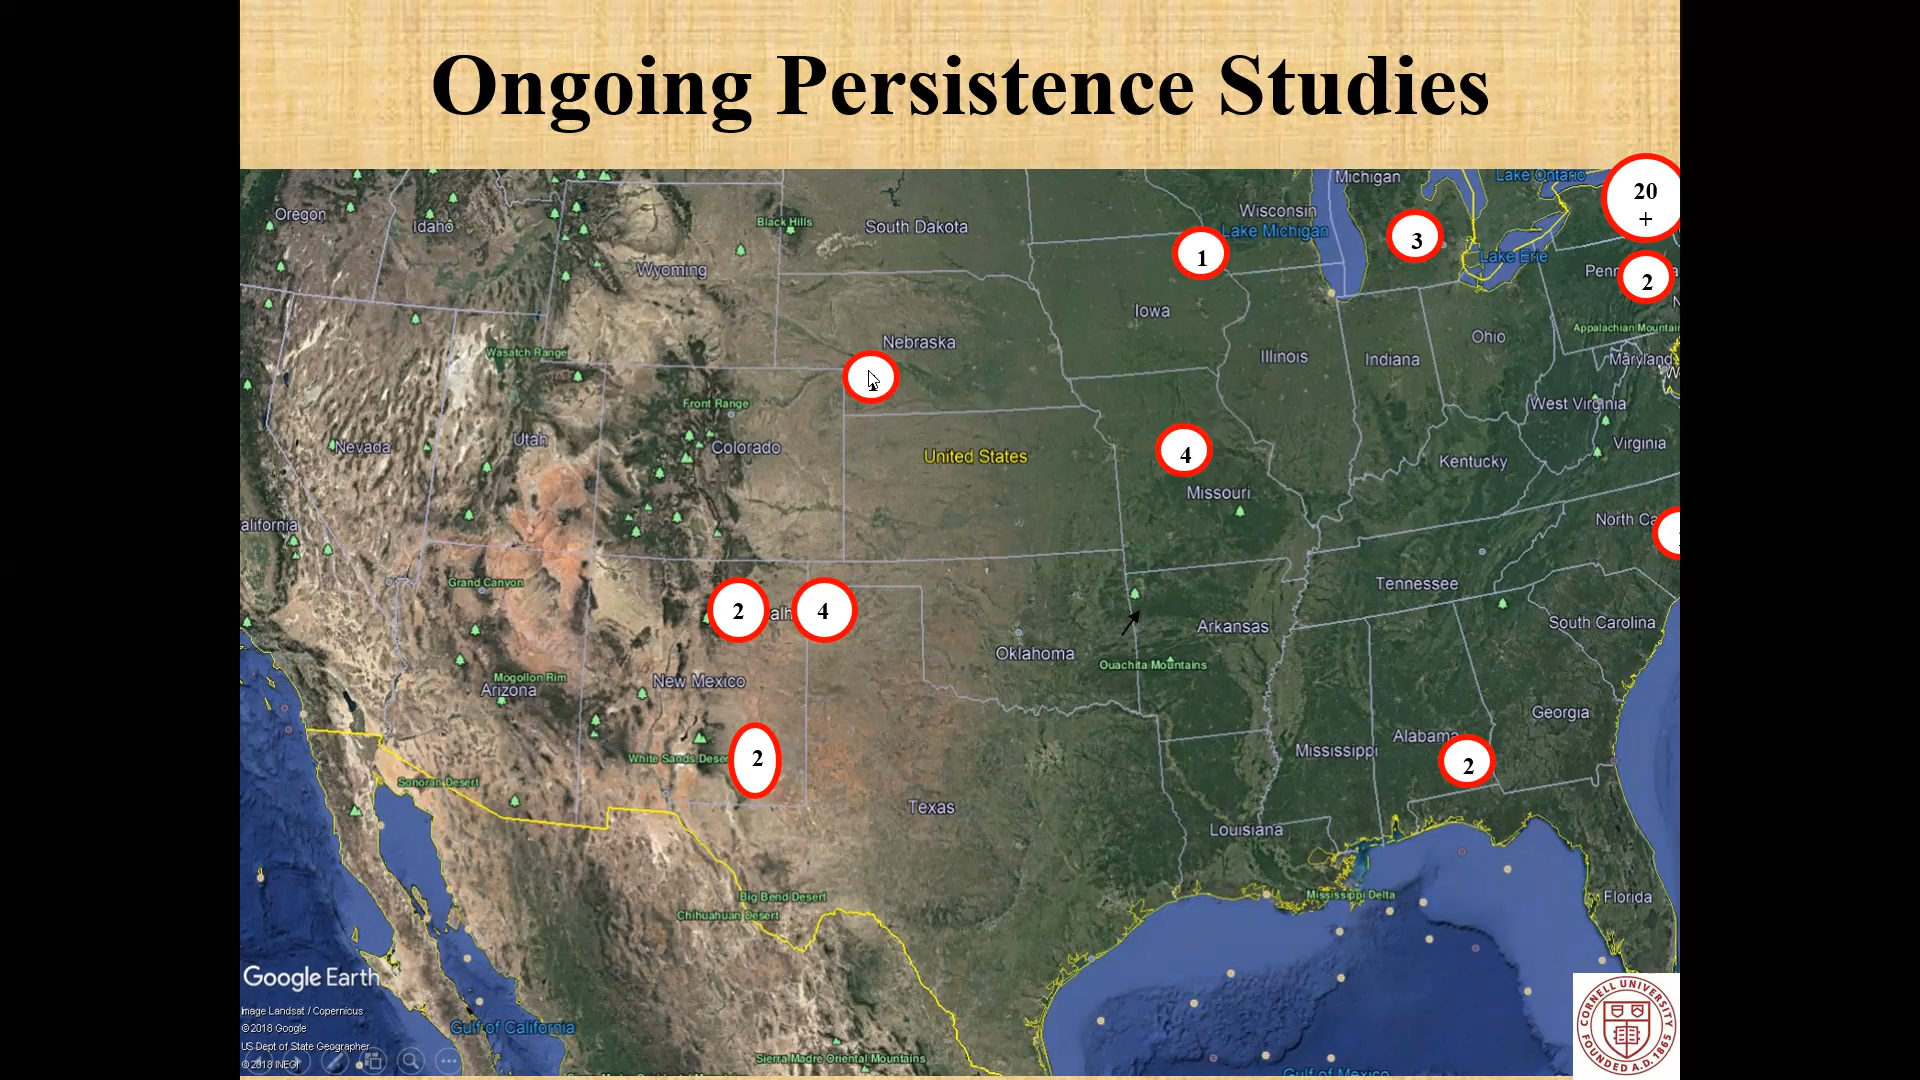 Ongoing Persistence Studies
Michigan
Lake Ontario
20
+
Oregon
Idaho
Black Hills
South Dakota
Wisconsin
Lake Michigan
3
1
Lake Erie
Wyoming
Penn
2
Iowa
Appalachian Mountai
Nebraska
Ohio
Wasatch Range
Illinois
Indiana
Maryland
Front Range
West Virginia
Nevada
Utah
Colorado
United States
4
Kentucky
Virginia
Missouri
alifornia
North Ca
Grand Canyon
Tennessee
2
alh
4
Arkansas
South Carolina
Oklahoma
Ouachita Mountains
Mogollon Rim
Arizona
New Mexico
Georgia
White Sands Deser
2
Mississippi
Alabama
2
Sonoran Desert
Texas
Louisiana
Big Bend Desert
Chihuahuan Desert
Mississippi Delta
Florida
Google Earth
Image Landsat / Copernicus
© 2018 Google
US Dept of State Geographer
© 2018 INEGI
Gulf of California
Sierra Madre Oriental Mountains
Gulf of Mexico
CORNELL UNIVERSITY
FOUNDED A.D. 1865